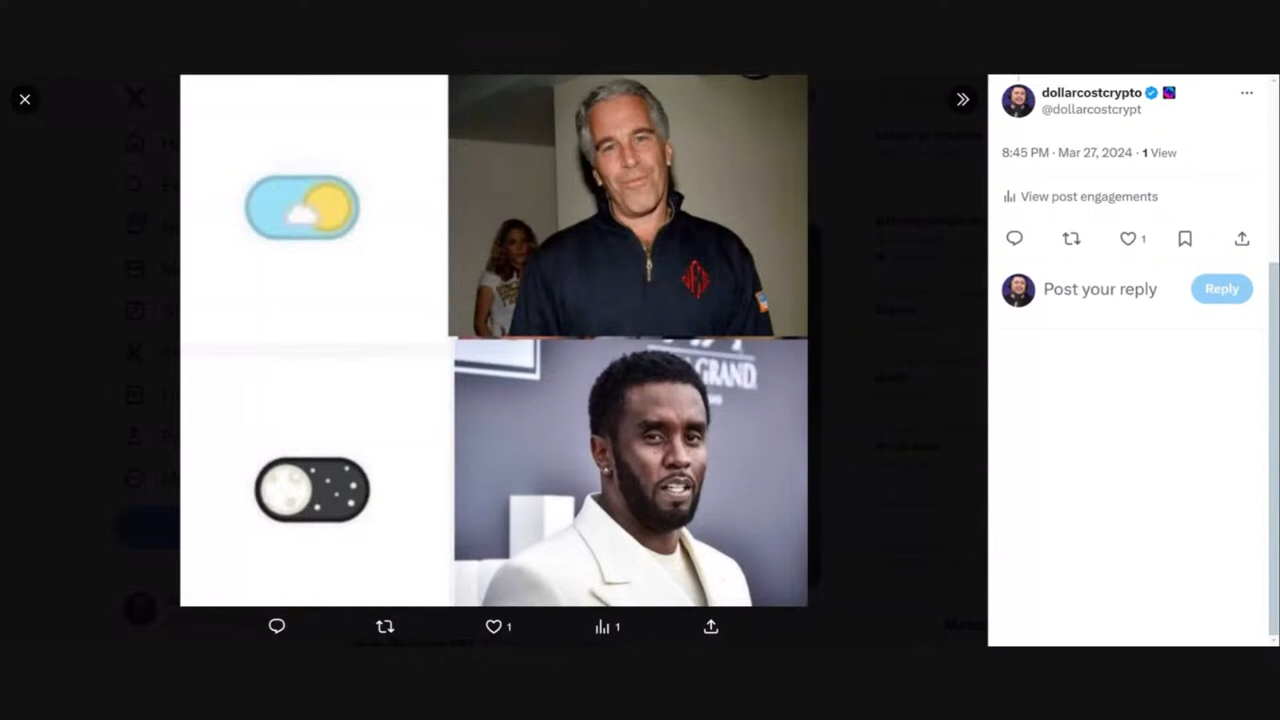 GRAND
dollarcostcrypto
@dollarcostcrypt
8:45 PM · Mar 27, 2024 · 1 View
View post engagements
1
Post your reply
Reply
1
1